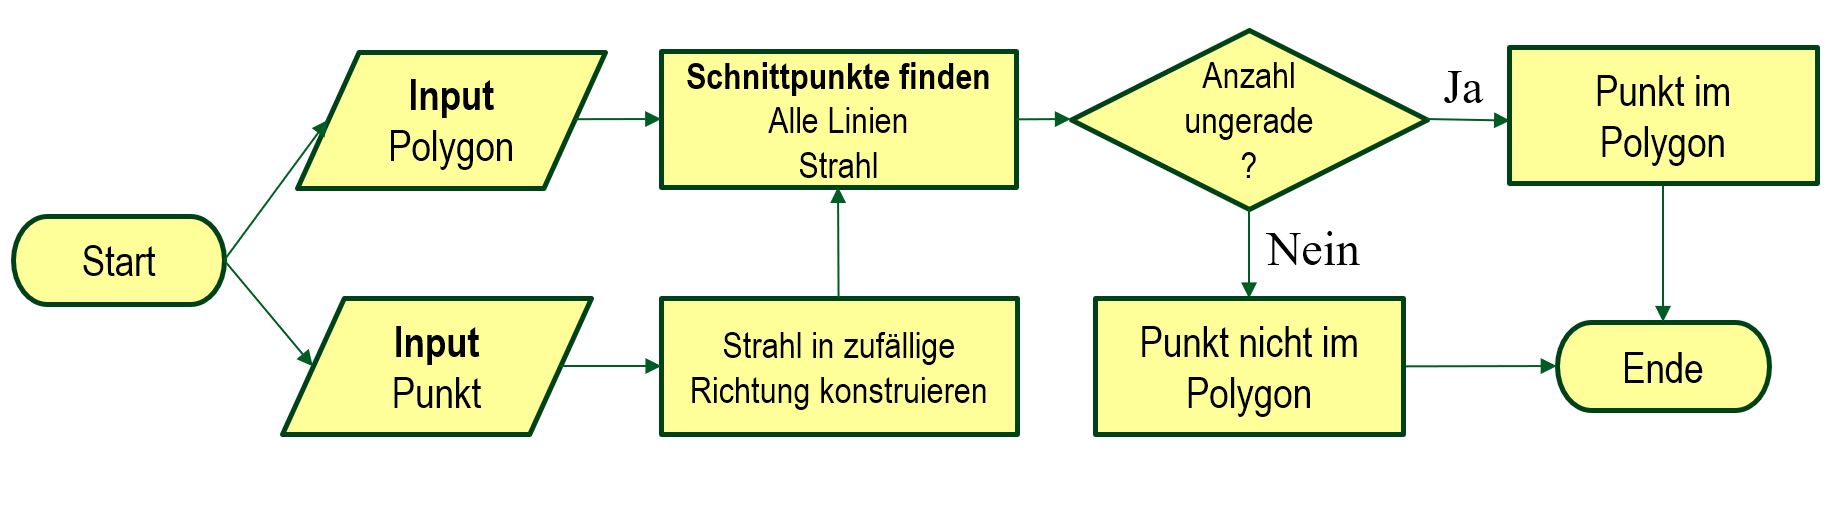 Start
Input
Polygon
Input
Punkt
Schnittpunkte finden
Alle Linien
Strahl
Strahl in zufällige
Richtung konstruieren
Anzahl
ungerade
?
Ja
Nein
Punkt im
Polygon
Punkt nicht im
Polygon
Ende